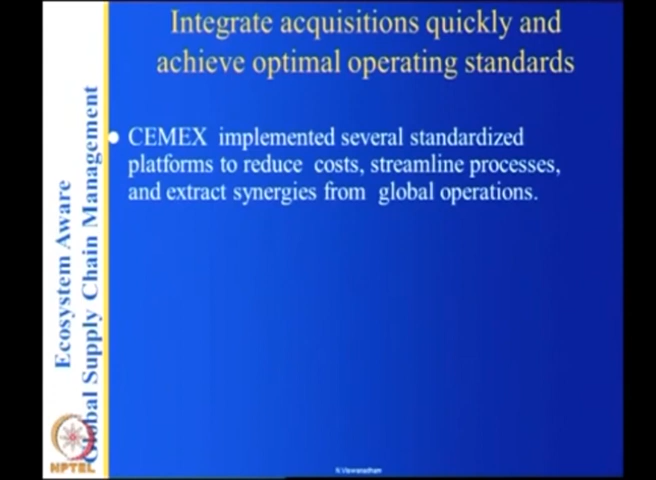 Integrate acquisitions quickly and
achieve optimal operating standards
CEMEX implemented several standardized
platforms to reduce costs, streamline processes,
and extract synergies from global operations.
Ecosystem Aware
Global Supply Chain Management
NPTEL
N.Viswanadham